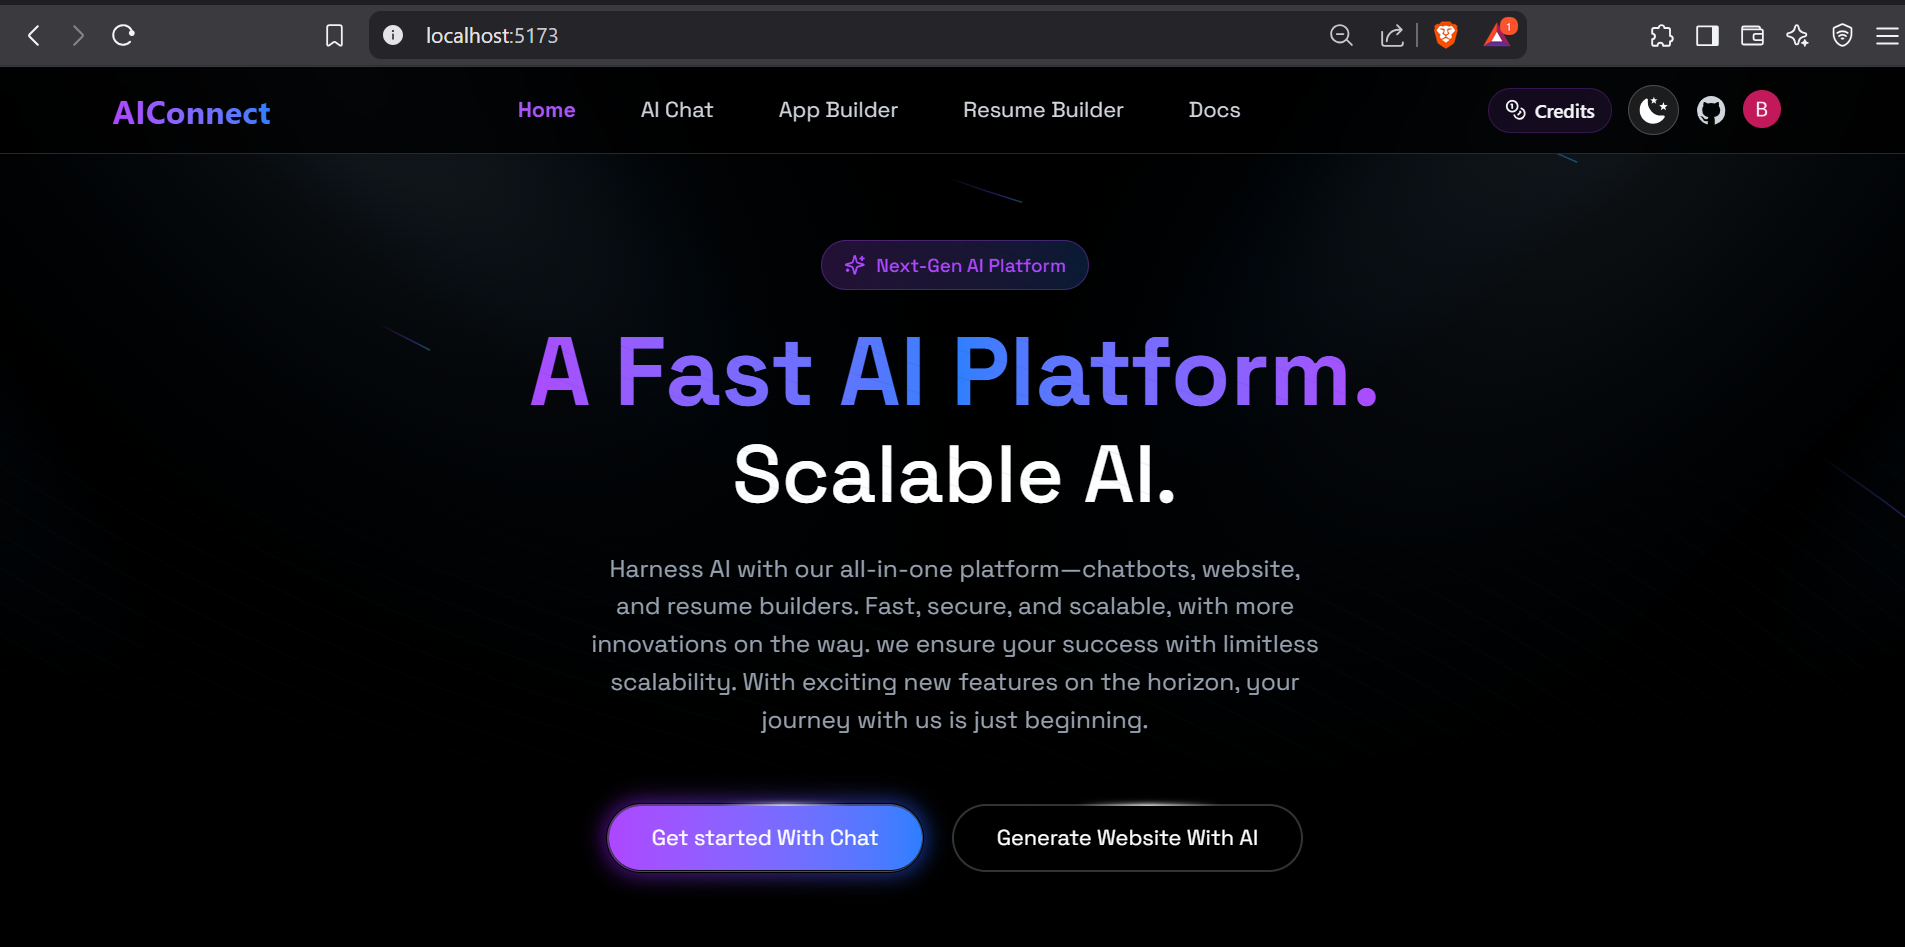 localhost:5173
1
AIConnect
Home
AI Chat
App Builder
Resume Builder
Docs
Credits
B
Next-Gen AI Platform
A Fast AI Platform.
Scalable AI.
Harness AI with our all-in-one platform—chatbots, website,
and resume builders. Fast, secure, and scalable, with more
innovations on the way. we ensure your success with limitless
scalability. With exciting new features on the horizon, your
journey with us is just beginning.
Get started With Chat
Generate Website With AI